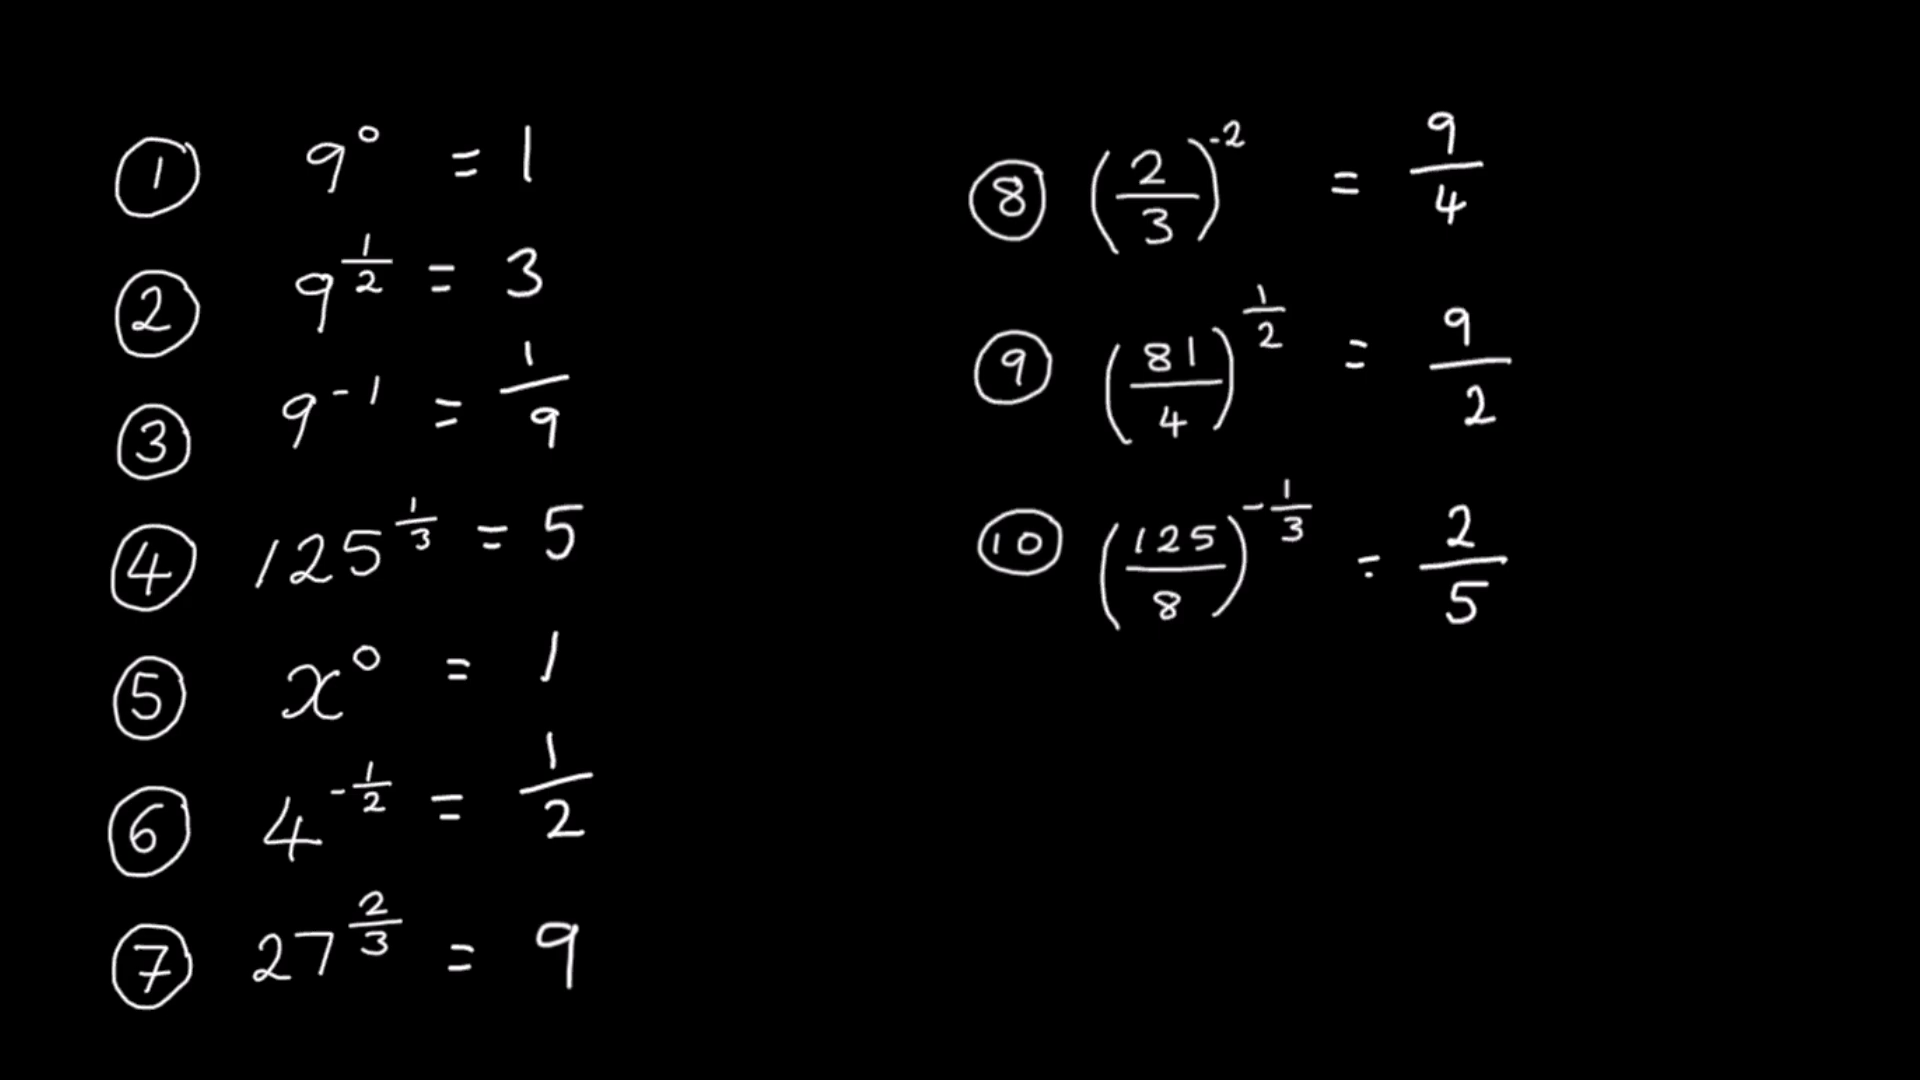 ① 9⁰ = 1
② 9^(1/2) = 3
③ 9^(-1) = 1/9
④ 125^(1/3) = 5
⑤ x⁰ = 1
⑥ 4^(-1/2) = 1/2
⑦ 27^(2/3) = 9
⑧ (2/3)^(-2) = 9/4
⑨ (81/4)^(1/2) = 9/2
⑩ (125/8)^(-1/3) = 2/5